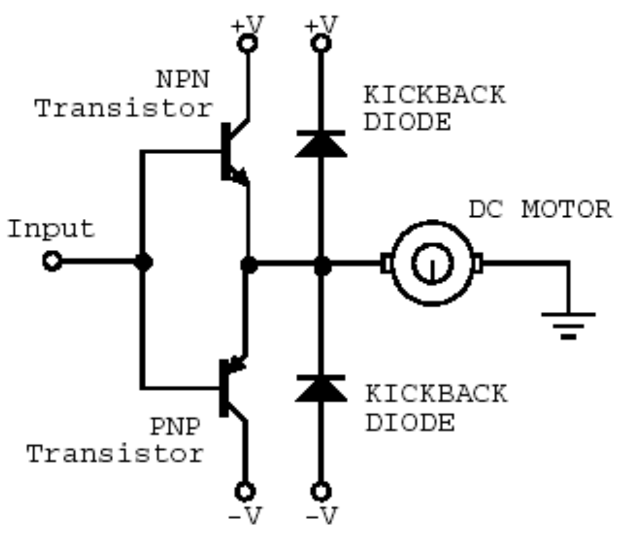 +V
+V
NPN
Transistor
KICKBACK
DIODE
DC MOTOR
Input
KICKBACK
DIODE
PNP
Transistor
-V
-V